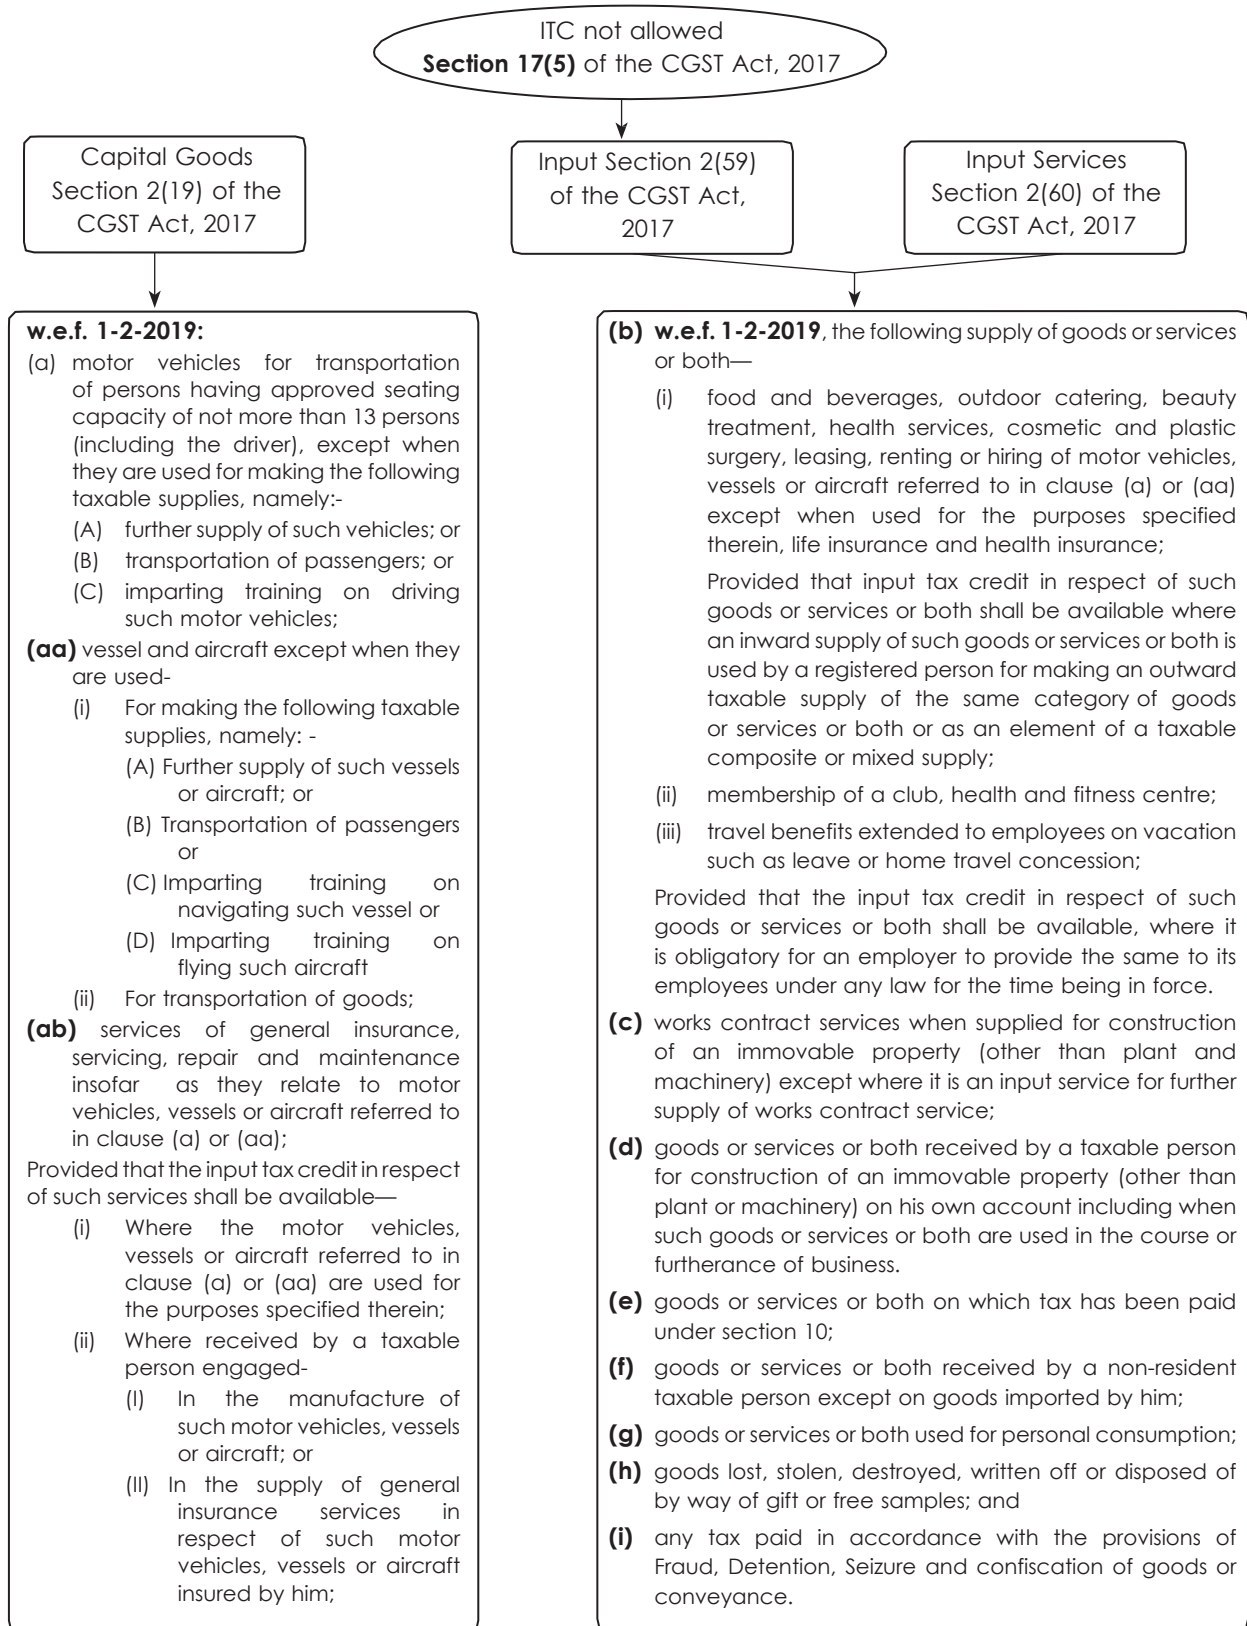 ITC not allowed
Section 17(5) of the CGST Act, 2017
Capital Goods
Section 2(19) of the
CGST Act, 2017
Input Section 2(59)
of the CGST Act,
2017
Input Services
Section 2(60) of the
CGST Act, 2017
w.e.f. 1-2-2019:
(a) motor vehicles for transportation
of persons having approved seating
capacity of not more than 13 persons
(including the driver), except when
they are used for making the following
taxable supplies, namely:-
(A) further supply of such vehicles; or
(B) transportation of passengers; or
(C) imparting training on driving
such motor vehicles;
(aa) vessel and aircraft except when they
are used-
(i) For making the following taxable
supplies, namely: -
(A) Further supply of such vessels
or aircraft; or
(B) Transportation of passengers
or
(C) Imparting training on
navigating such vessel or
(D) Imparting training on
flying such aircraft
(ii) For transportation of goods;
(ab) services of general insurance,
servicing, repair and maintenance
insofar as they relate to motor
vehicles, vessels or aircraft referred to
in clause (a) or (aa);
Provided that the input tax credit in respect
of such services shall be available—
(i) Where the motor vehicles,
vessels or aircraft referred to in
clause (a) or (aa) are used for
the purposes specified therein;
(ii) Where received by a taxable
person engaged-
(I) In the manufacture of
such motor vehicles, vessels
or aircraft; or
(II) In the supply of general
insurance services in
respect of such motor
vehicles, vessels or aircraft
insured by him;
(b) w.e.f. 1-2-2019, the following supply of goods or services
or both—
(i) food and beverages, outdoor catering, beauty
treatment, health services, cosmetic and plastic
surgery, leasing, renting or hiring of motor vehicles,
vessels or aircraft referred to in clause (a) or (aa)
except when used for the purposes specified
therein, life insurance and health insurance;
Provided that input tax credit in respect of such
goods or services or both shall be available where
an inward supply of such goods or services or both is
used by a registered person for making an outward
taxable supply of the same category of goods
or services or both or as an element of a taxable
composite or mixed supply;
(ii) membership of a club, health and fitness centre;
(iii) travel benefits extended to employees on vacation
such as leave or home travel concession;
Provided that the input tax credit in respect of such
goods or services or both shall be available, where it
is obligatory for an employer to provide the same to its
employees under any law for the time being in force.
(c) works contract services when supplied for construction
of an immovable property (other than plant and
machinery) except where it is an input service for further
supply of works contract service;
(d) goods or services or both received by a taxable person
for construction of an immovable property (other than
plant or machinery) on his own account including when
such goods or services or both are used in the course or
furtherance of business.
(e) goods or services or both on which tax has been paid
under section 10;
(f) goods or services or both received by a non-resident
taxable person except on goods imported by him;
(g) goods or services or both used for personal consumption;
(h) goods lost, stolen, destroyed, written off or disposed of
by way of gift or free samples; and
(i) any tax paid in accordance with the provisions of
Fraud, Detention, Seizure and confiscation of goods or
conveyance.